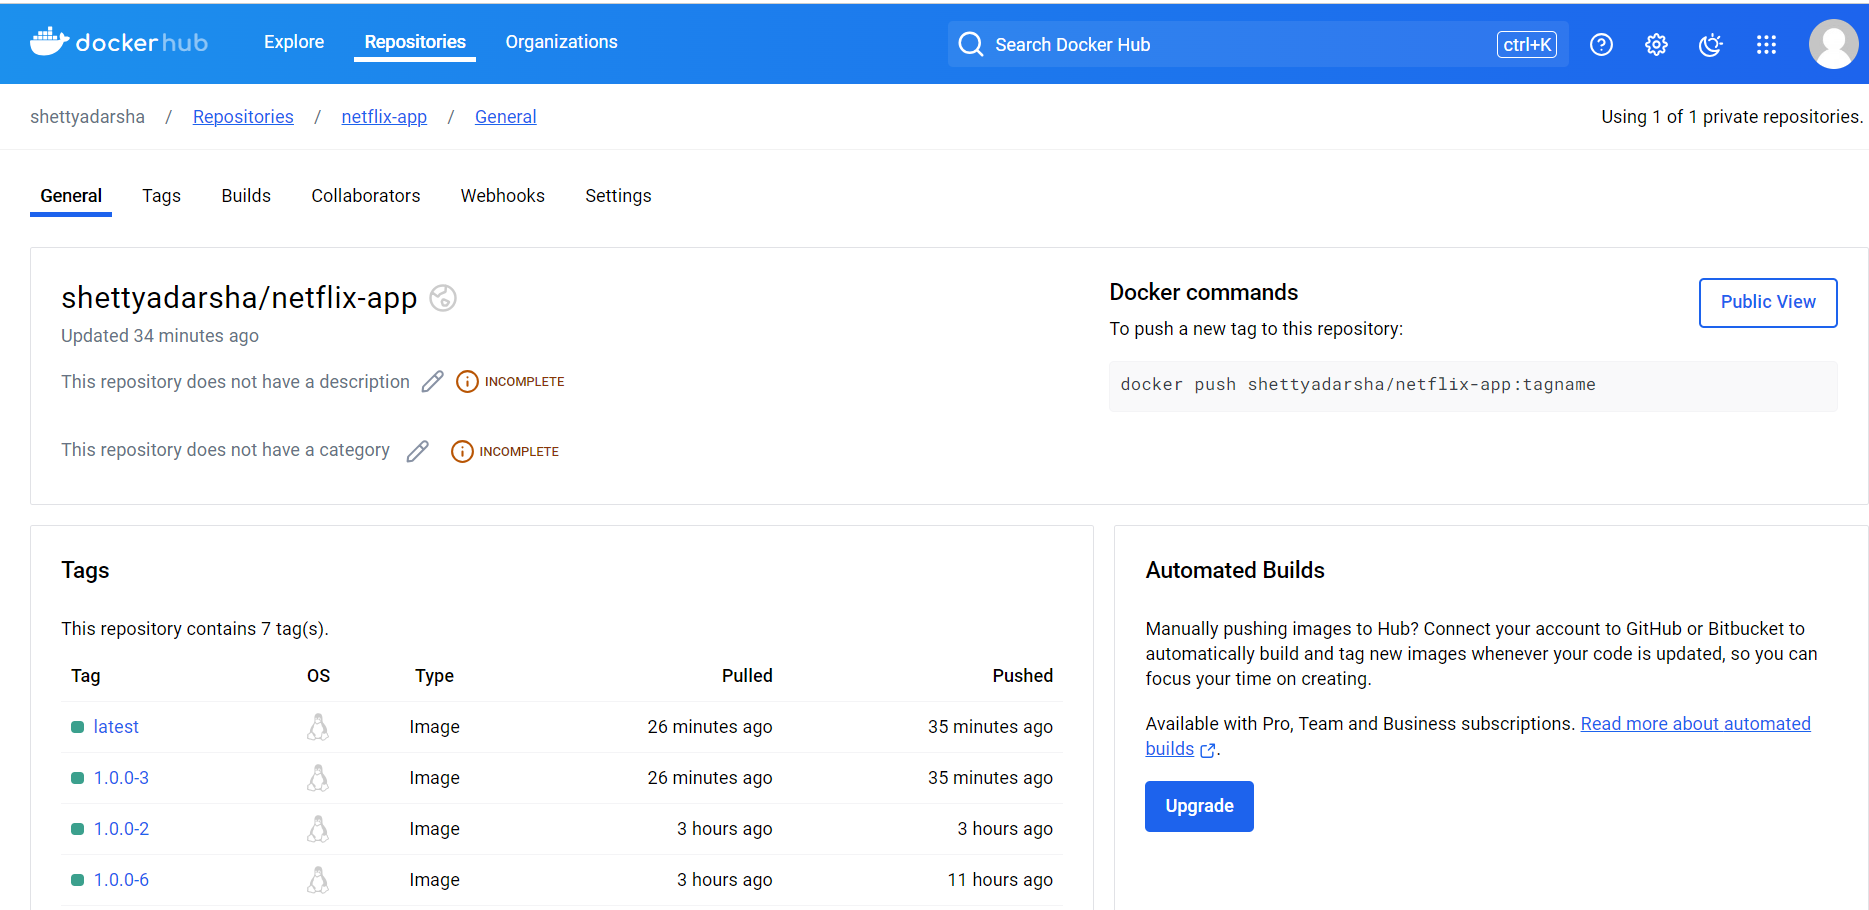 dockerhub Explore Repositories Organizations Search Docker Hub ctrl+K
shettyadarsha / Repositories / netflix-app / General Using 1 of 1 private repositories.
General Tags Builds Collaborators Webhooks Settings
shettyadarsha/netflix-app
Updated 34 minutes ago
This repository does not have a description INCOMPLETE
This repository does not have a category INCOMPLETE
Docker commands
Public View
To push a new tag to this repository:
docker push shettyadarsha/netflix-app:tagname
Tags
This repository contains 7 tag(s).
Tag OS Type Pulled Pushed
latest Image 26 minutes ago 35 minutes ago
1.0.0-3 Image 26 minutes ago 35 minutes ago
1.0.0-2 Image 3 hours ago 3 hours ago
1.0.0-6 Image 3 hours ago 11 hours ago
Automated Builds
Manually pushing images to Hub? Connect your account to GitHub or Bitbucket to
automatically build and tag new images whenever your code is updated, so you can
focus your time on creating.
Available with Pro, Team and Business subscriptions. Read more about automated
builds.
Upgrade